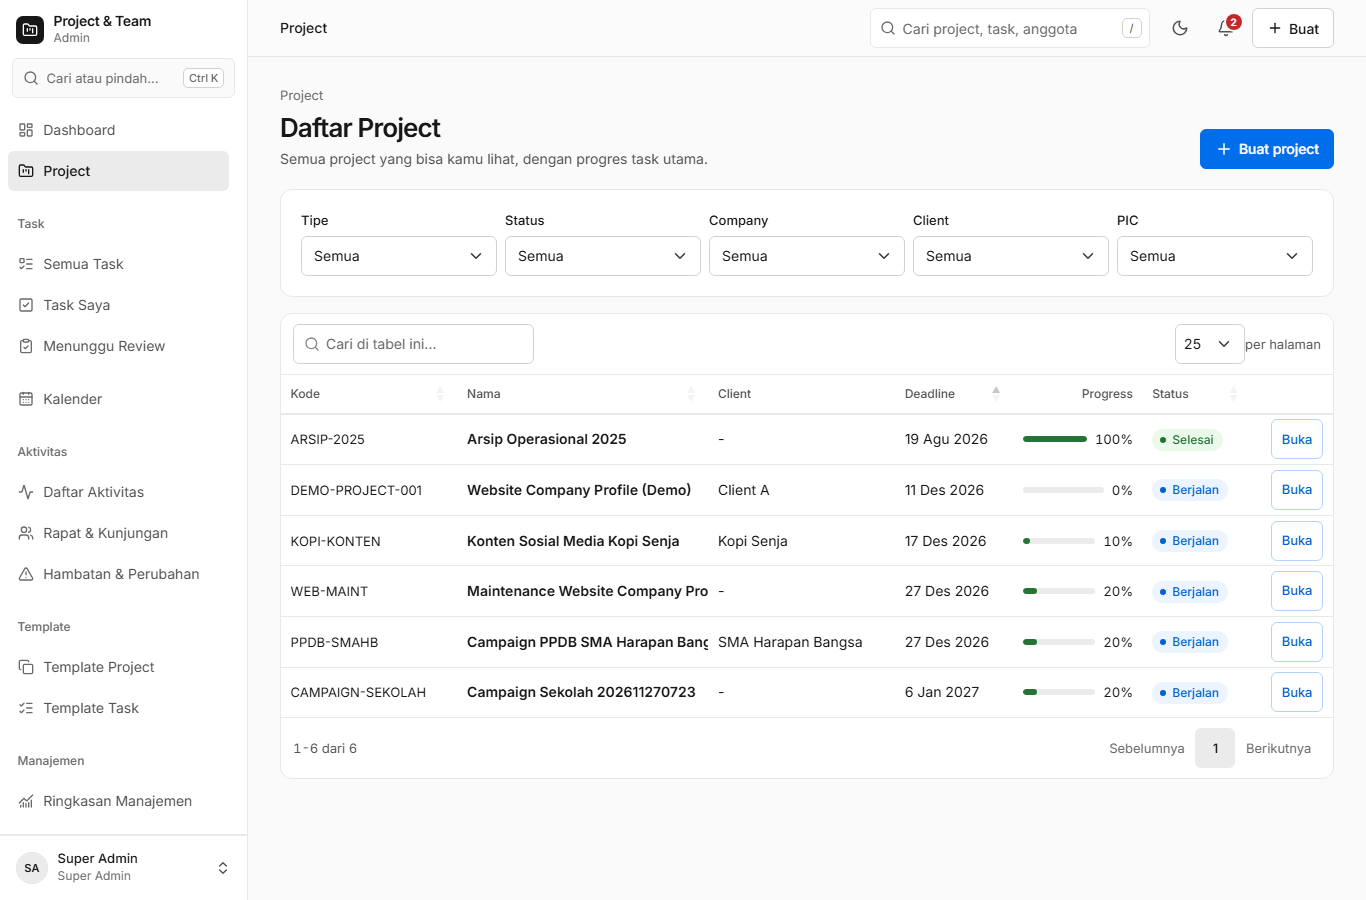 Project & Team
Admin
Cari atau pindah...
Ctrl K
Dashboard
Project
Task
Semua Task
Task Saya
Menunggu Review
Kalender
Aktivitas
Daftar Aktivitas
Rapat & Kunjungan
Hambatan & Perubahan
Template
Template Project
Template Task
Manajemen
Ringkasan Manajemen
SA
Super Admin
Super Admin
Project
Cari project, task, anggota
/
2
Buat
Project
Daftar Project
Semua project yang bisa kamu lihat, dengan progres task utama.
Buat project
Tipe Status Company Client PIC
Semua Semua Semua Semua Semua
Cari di tabel ini...
25 per halaman
Kode Nama Client Deadline Progress Status
ARSIP-2025 Arsip Operasional 2025 - 19 Agu 2026 100% Selesai Buka
DEMO-PROJECT-001 Website Company Profile (Demo) Client A 11 Des 2026 0% Berjalan Buka
KOPI-KONTEN Konten Sosial Media Kopi Senja Kopi Senja 17 Des 2026 10% Berjalan Buka
WEB-MAINT Maintenance Website Company Pro - 27 Des 2026 20% Berjalan Buka
PPDB-SMAHB Campaign PPDB SMA Harapan Bang SMA Harapan Bangsa 27 Des 2026 20% Berjalan Buka
CAMPAIGN-SEKOLAH Campaign Sekolah 202611270723 - 6 Jan 2027 20% Berjalan Buka
1-6 dari 6
Sebelumnya 1 Berikutnya